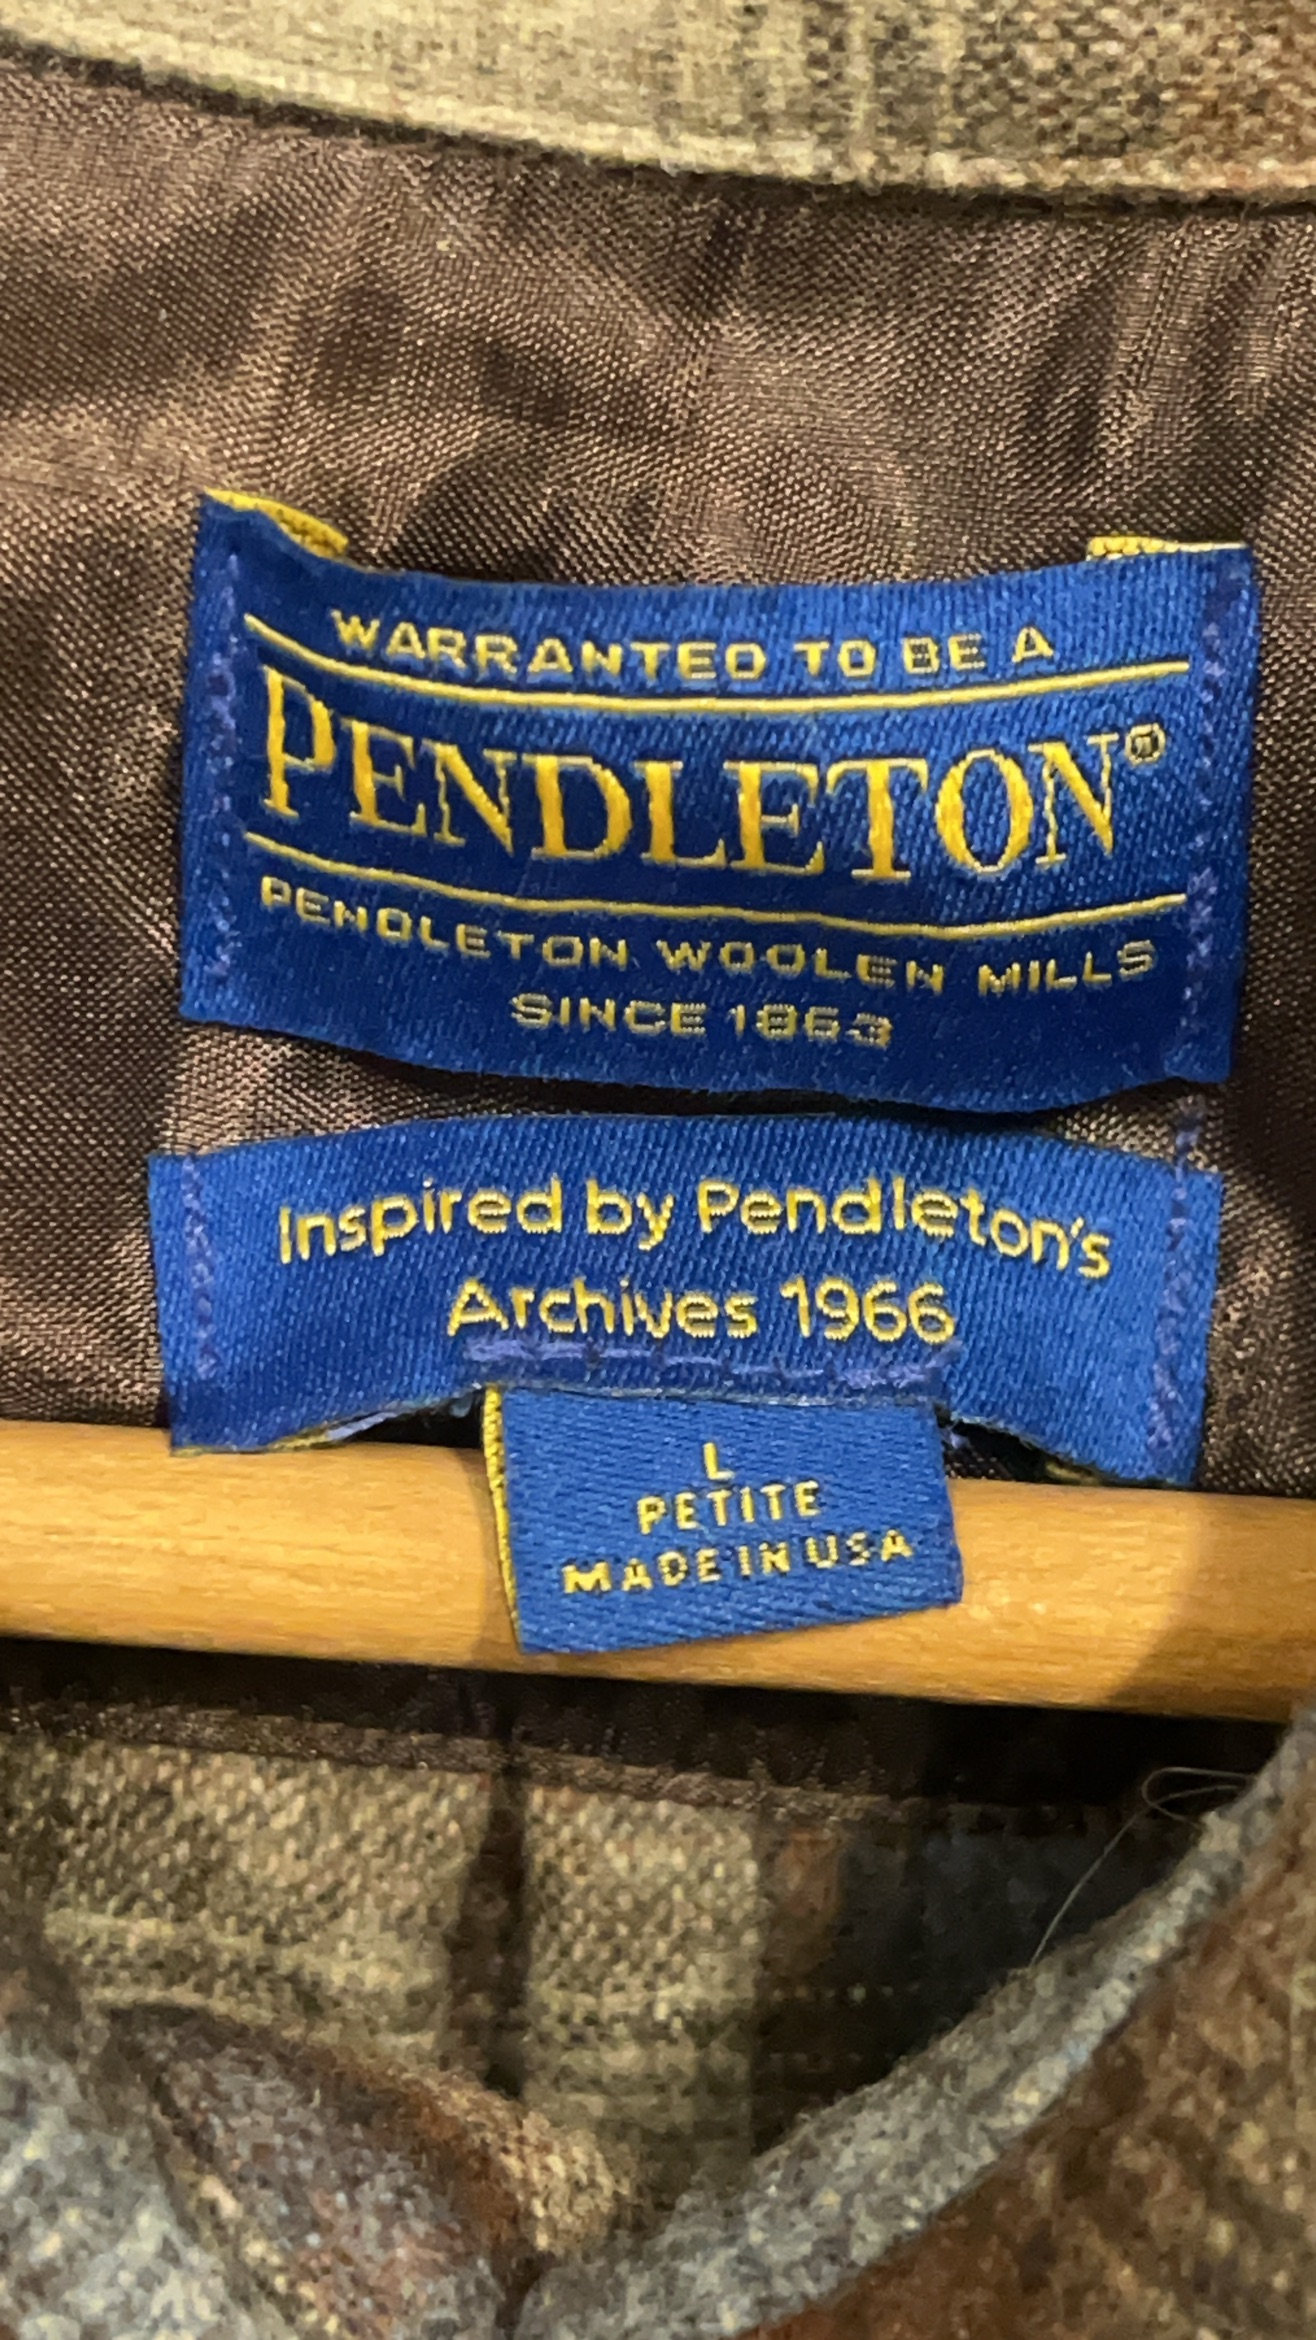 WARRANTED TO BE A
PENDLETON®
PENDLETON WOOLEN MILLS
SINCE 1863
Inspired by Pendleton's
Archives 1966
L
PETITE
MADE IN USA